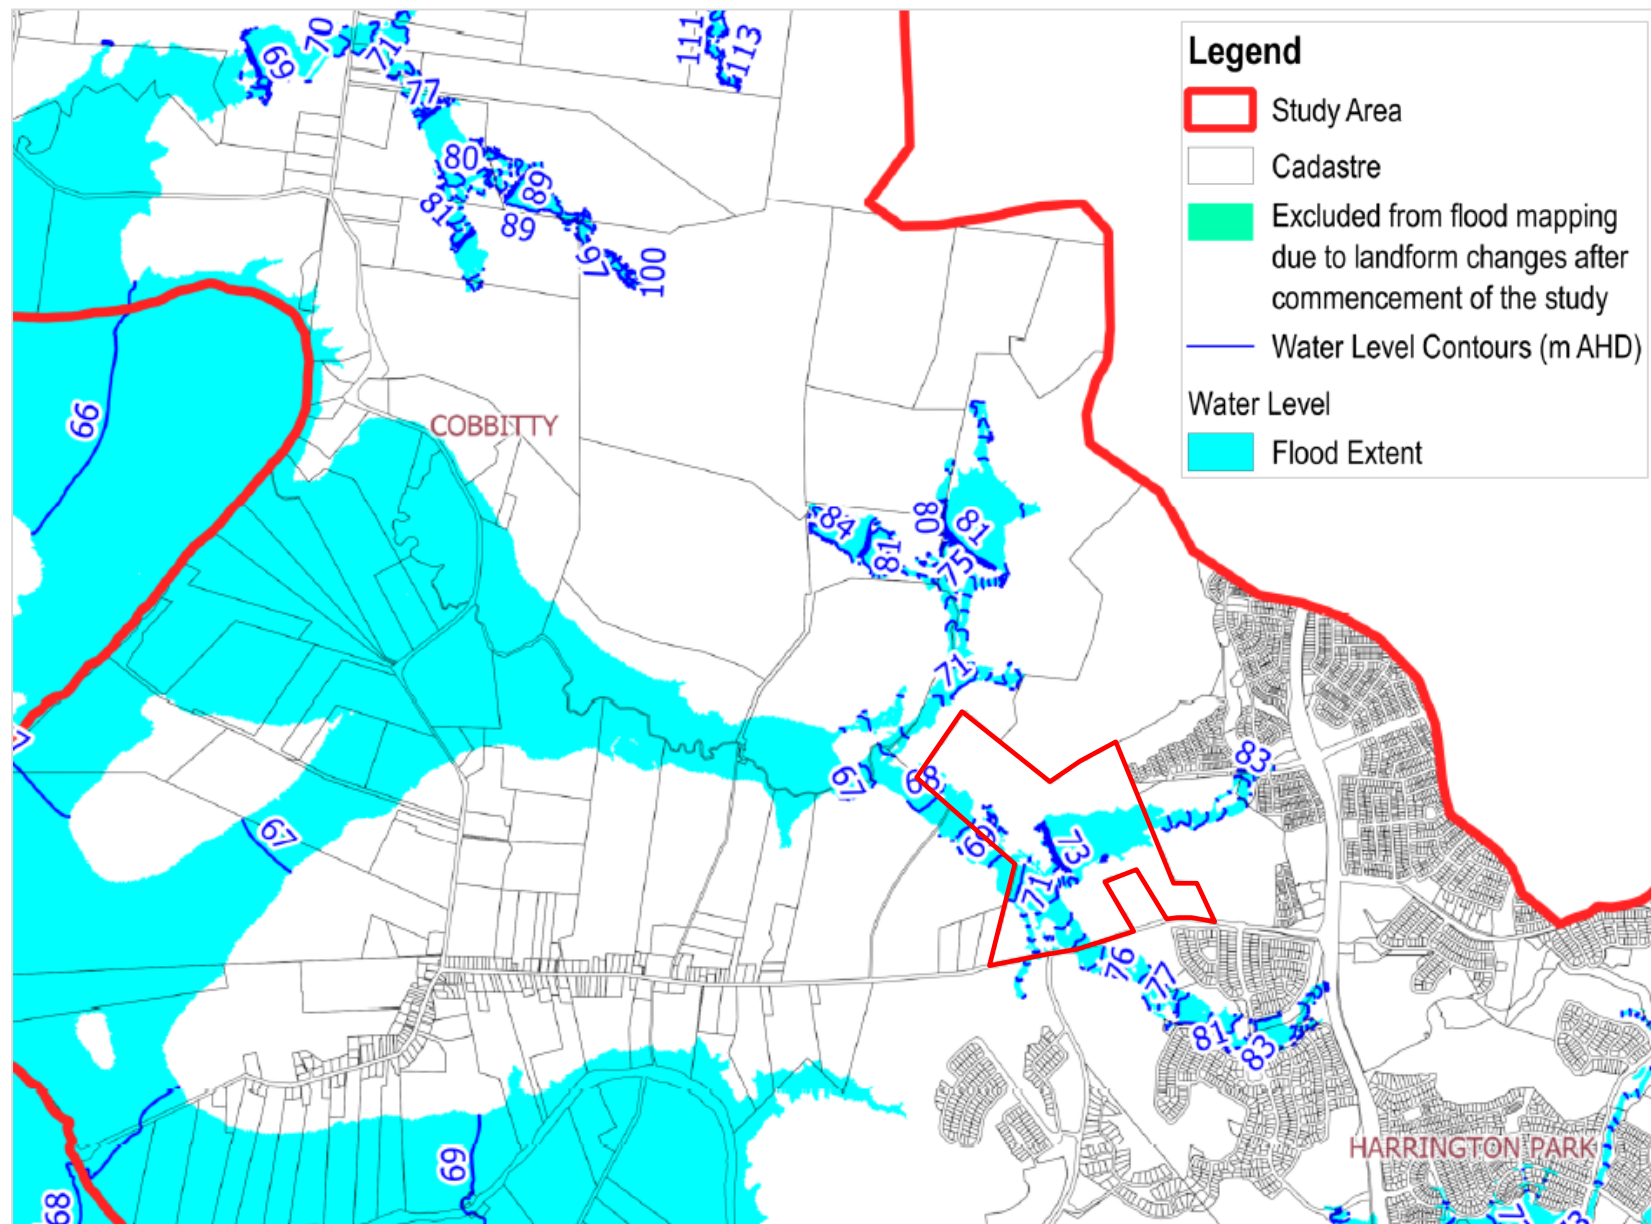 Legend
Study Area
Cadastre
Excluded from flood mapping
due to landform changes after
commencement of the study
Water Level Contours (m AHD)
Water Level
Flood Extent
111
113
70
69
71
77
80
89
81
89
97
100
66
COBBITTY
84
81
80
81
75
71
67
68
69
73
71
83
67
76
77
81
83
HARRINGTON PARK
69
68